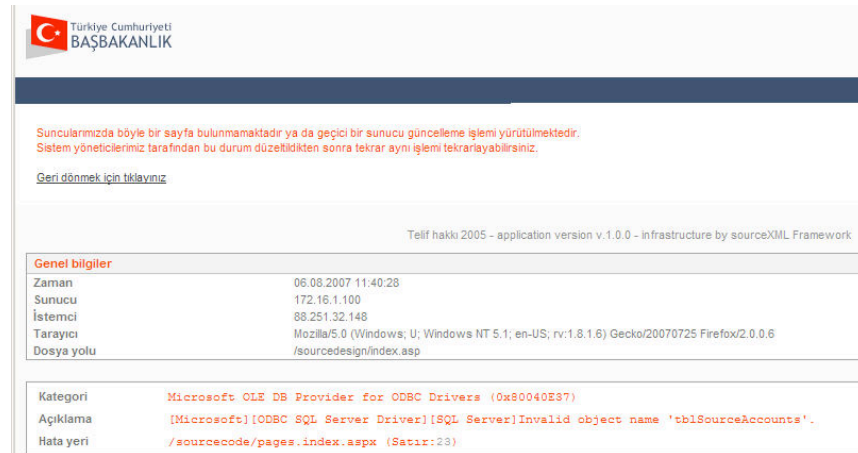 Türkiye Cumhuriyeti
BAŞBAKANLIK
Suncularımızda böyle bir sayfa bulunmamaktadır ya da geçici bir sunucu güncelleme işlemi yürütülmektedir.
Sistem yöneticilerimiz tarafından bu durum düzeltildikten sonra tekrar aynı işlemi tekrarlayabilirsiniz.
Geri dönmek için tıklayınız
Telif hakkı 2005 - application version v.1.0.0 - infrastructure by sourceXML Framework
Genel bilgiler
Zaman 06.08.2007 11:40:28
Sunucu 172.16.1.100
İstemci 88.251.32.148
Tarayıcı Mozilla/5.0 (Windows; U; Windows NT 5.1; en-US; rv:1.8.1.6) Gecko/20070725 Firefox/2.0.0.6
Dosya yolu /sourcedesign/index.asp
Kategori Microsoft OLE DB Provider for ODBC Drivers (0x80040E37)
Açıklama [Microsoft][ODBC SQL Server Driver][SQL Server]Invalid object name 'tblSourceAccounts'.
Hata yeri /sourcecode/pages.index.aspx (Satır:23)